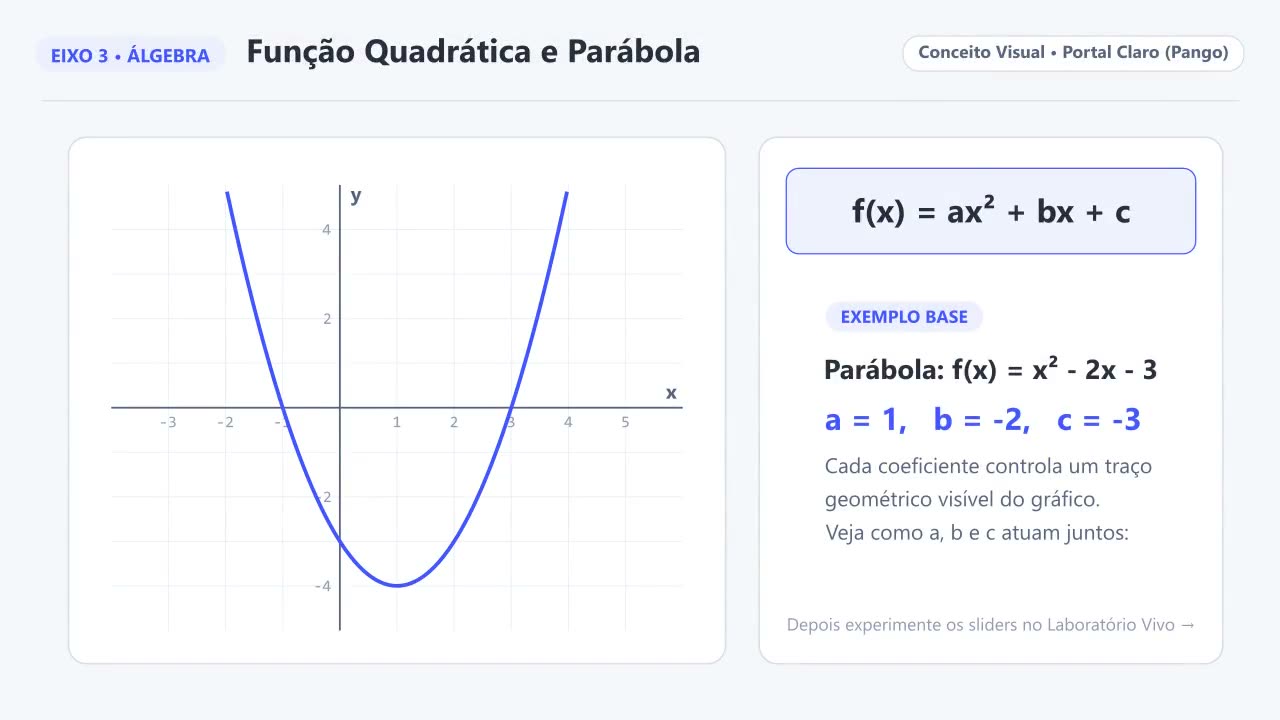 EIXO 3 • ÁLGEBRA
Função Quadrática e Parábola
Conceito Visual • Portal Claro (Pango)
y
4
2
x
-3 -2 -1 1 2 3 4 5
-2
-4
f(x) = ax² + bx + c
EXEMPLO BASE
Parábola: f(x) = x² - 2x - 3
a = 1, b = -2, c = -3
Cada coeficiente controla um traço
geométrico visível do gráfico.
Veja como a, b e c atuam juntos:
Depois experimente os sliders no Laboratório Vivo →